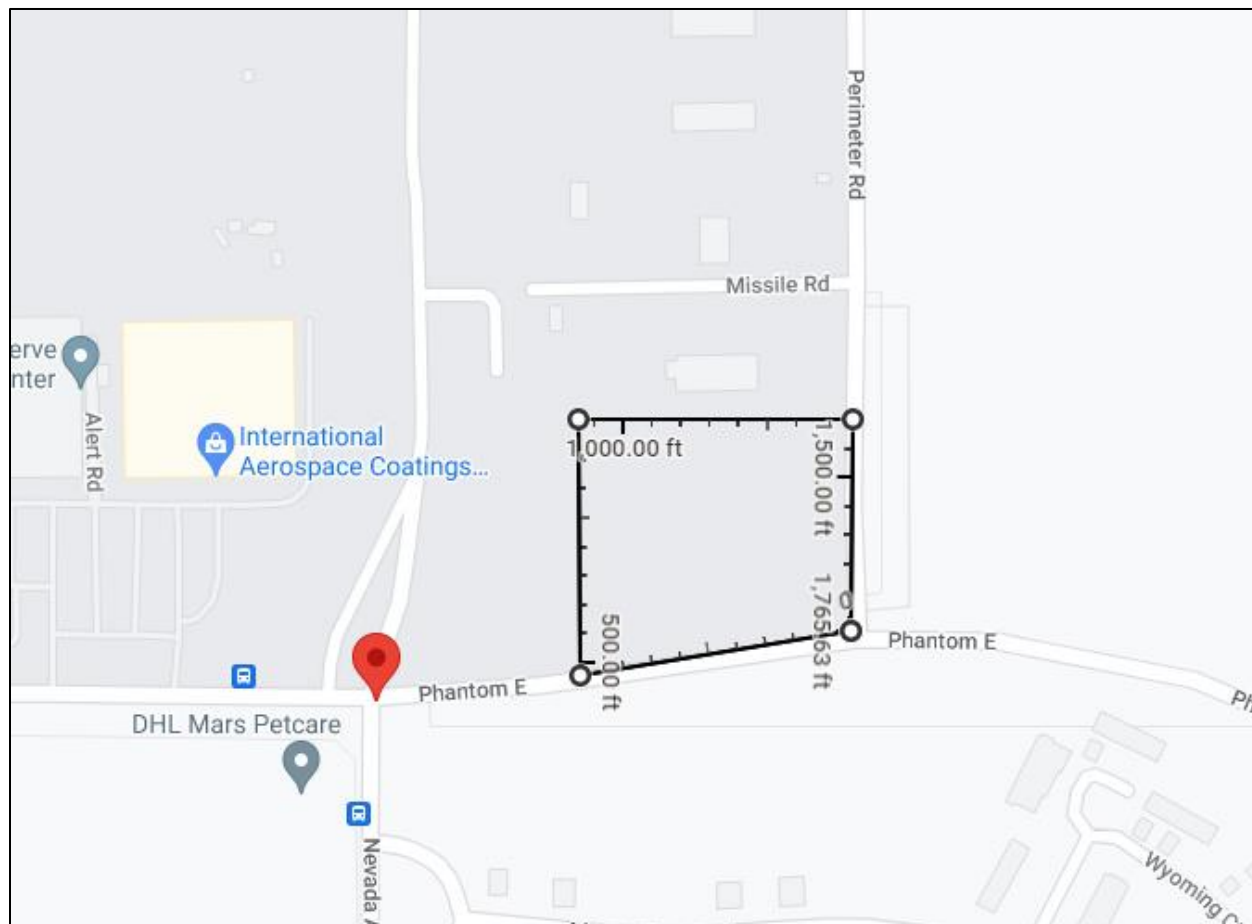 Perimeter Rd
Missile Rd
erve
nter
Alert Rd
International
Aerospace Coatings...
1,000.00 ft
1,500.00 ft
500.00 ft
1,765.63 ft
Phantom E
Phantom E
Ph
DHL Mars Petcare
Nevada A
Wyoming C